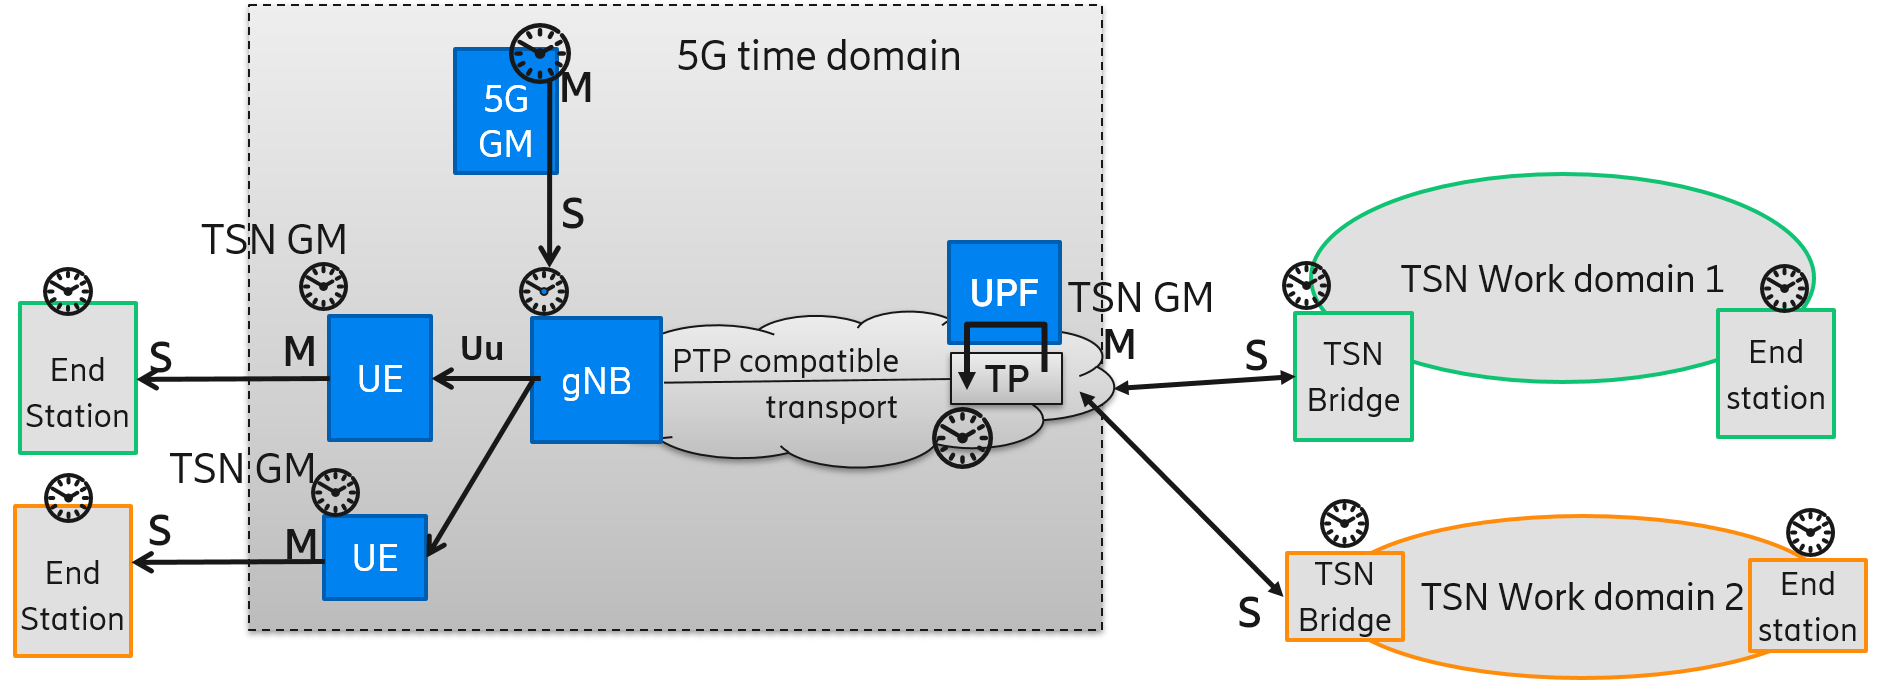 5G time domain
M
5G
GM
S
TSN GM
UPF
TSN GM
TSN Work domain 1
M
S
M
Uu
S
End
Station
UE
gNB
PTP compatible
transport
TP
TSN
Bridge
End
station
TSN GM
S
M
UE
End
Station
S
TSN
Bridge
TSN Work domain 2
End
station